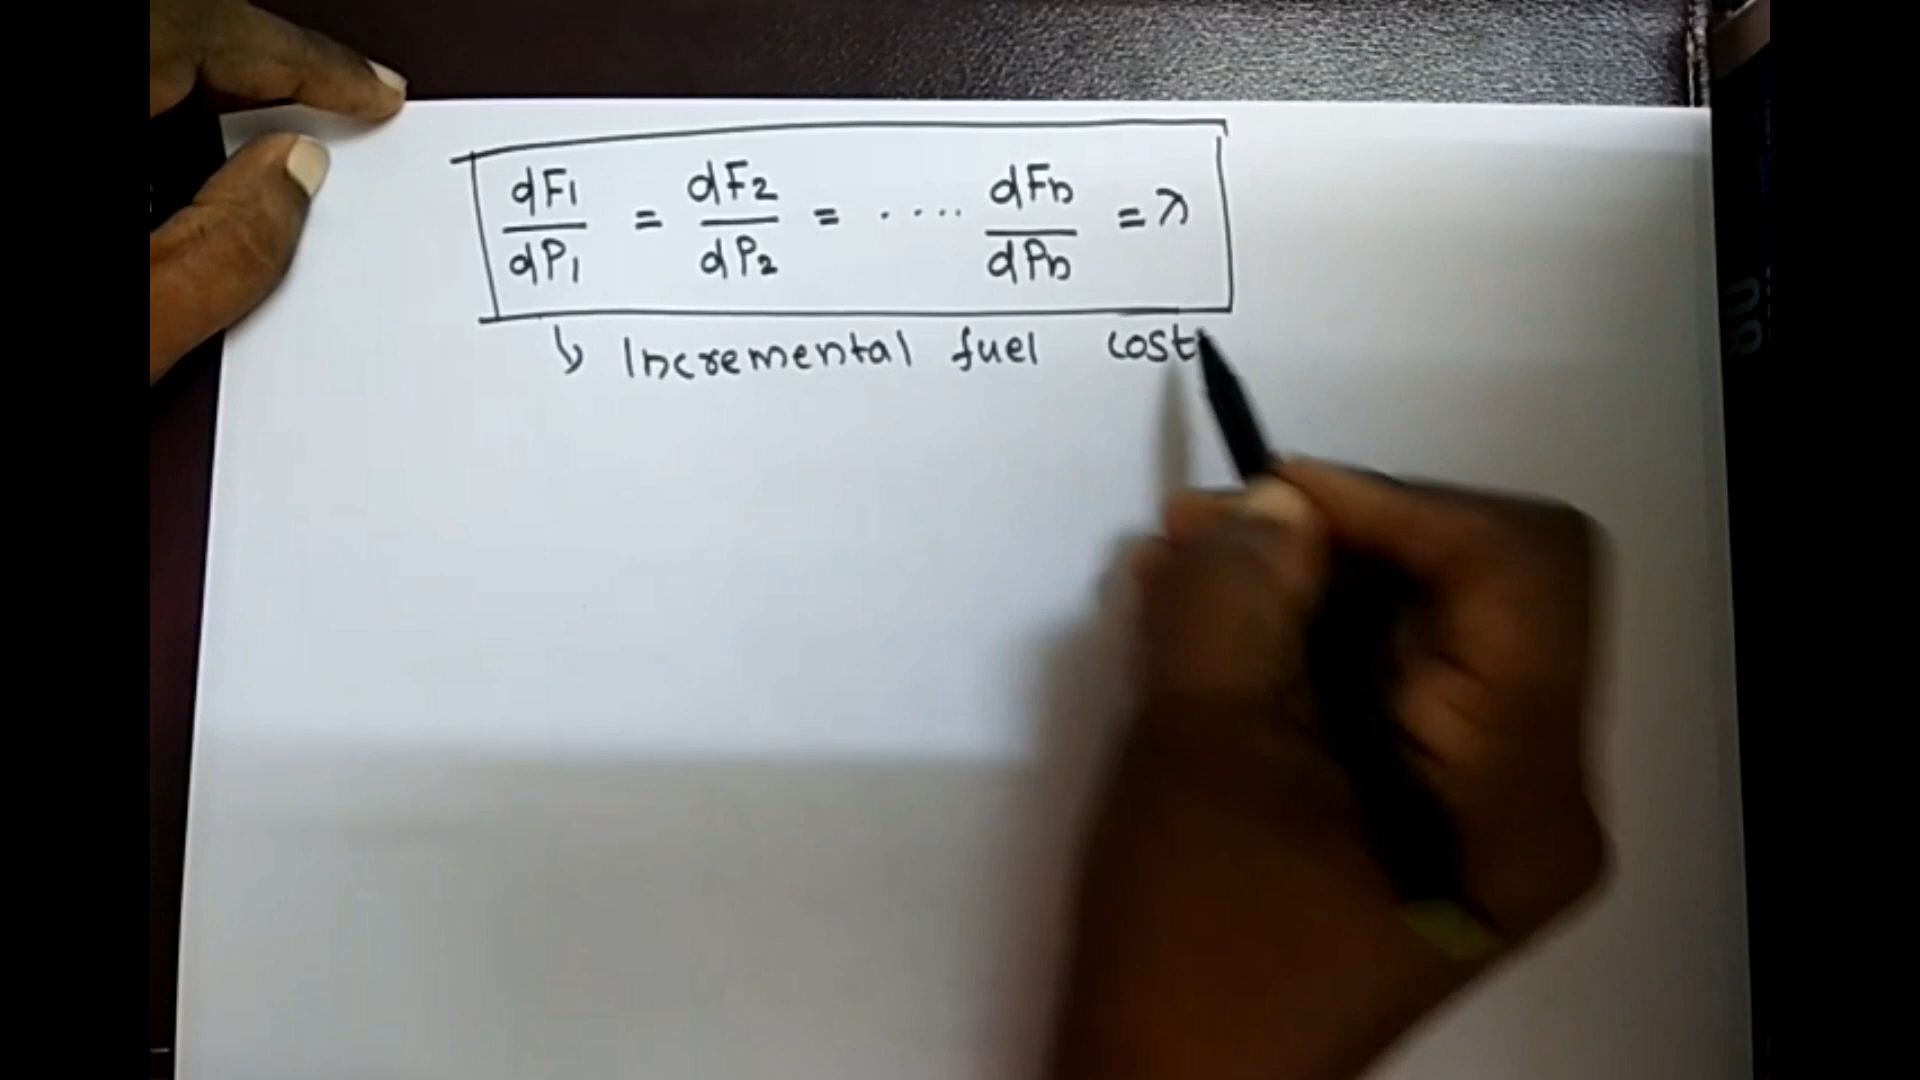 dF1/dP1 = dF2/dP2 = ..... dFn/dPn = λ
↳ Incremental fuel cost